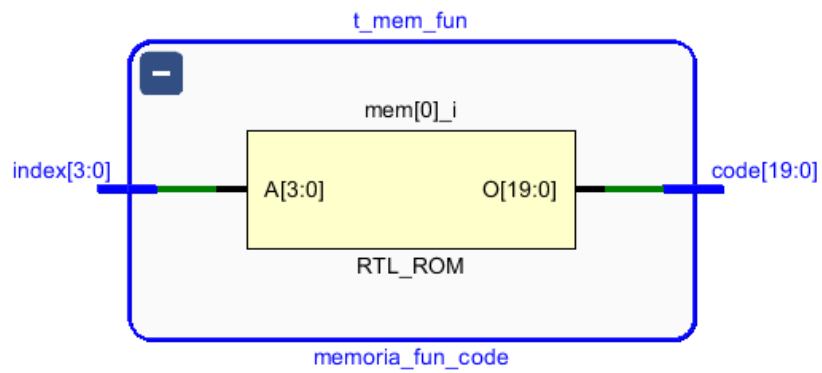 t_mem_fun
mem[0]_i
index[3:0]
A[3:0]
O[19:0]
code[19:0]
RTL_ROM
memoria_fun_code